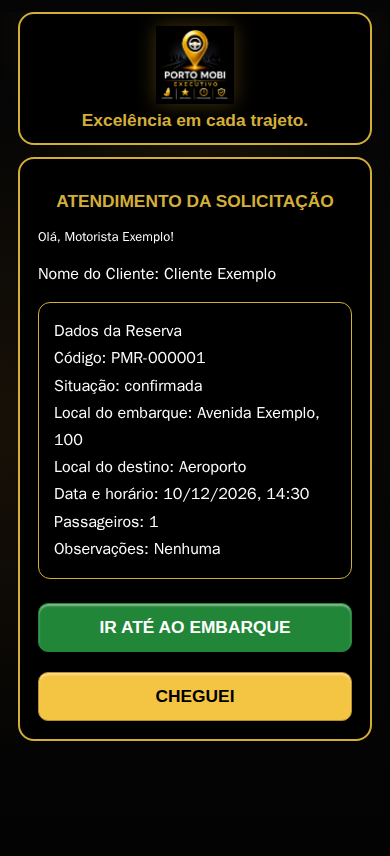 PORTO MOBI
EXECUTIVO
Excelência em cada trajeto.
ATENDIMENTO DA SOLICITAÇÃO
Olá, Motorista Exemplo!
Nome do Cliente: Cliente Exemplo
Dados da Reserva
Código: PMR-000001
Situação: confirmada
Local do embarque: Avenida Exemplo,
100
Local do destino: Aeroporto
Data e horário: 10/12/2026, 14:30
Passageiros: 1
Observações: Nenhuma
IR ATÉ AO EMBARQUE
CHEGUEI